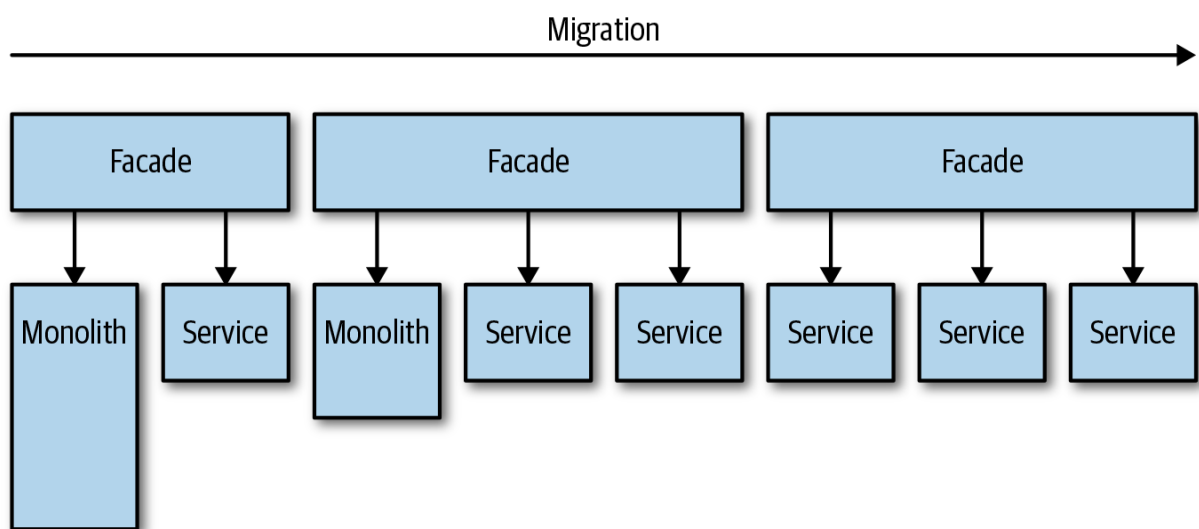 Migration
Facade
Facade
Facade
Monolith
Service
Monolith
Service
Service
Service
Service
Service